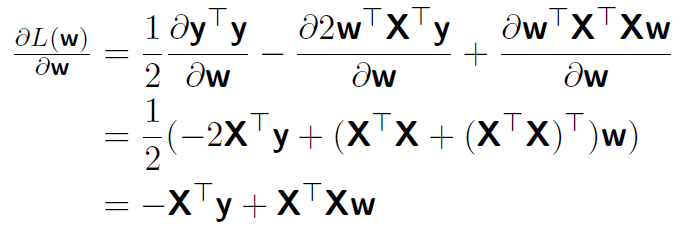 ∂L(w)/∂w = 1/2 ∂y⊤y/∂w − ∂2w⊤X⊤y/∂w + ∂w⊤X⊤Xw/∂w
= 1/2(−2X⊤y + (X⊤X + (X⊤X)⊤)w)
= −X⊤y + X⊤Xw